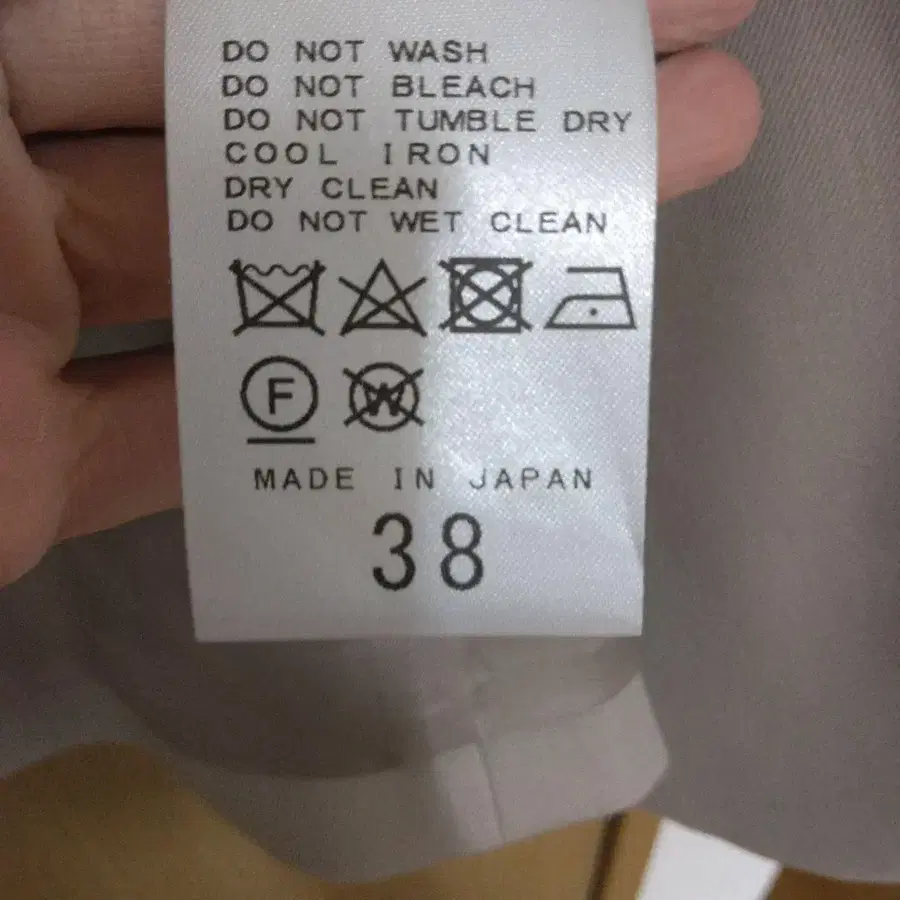 DO NOT WASH
DO NOT BLEACH
DO NOT TUMBLE DRY
COOL IRON
DRY CLEAN
DO NOT WET CLEAN
F W
MADE IN JAPAN
38